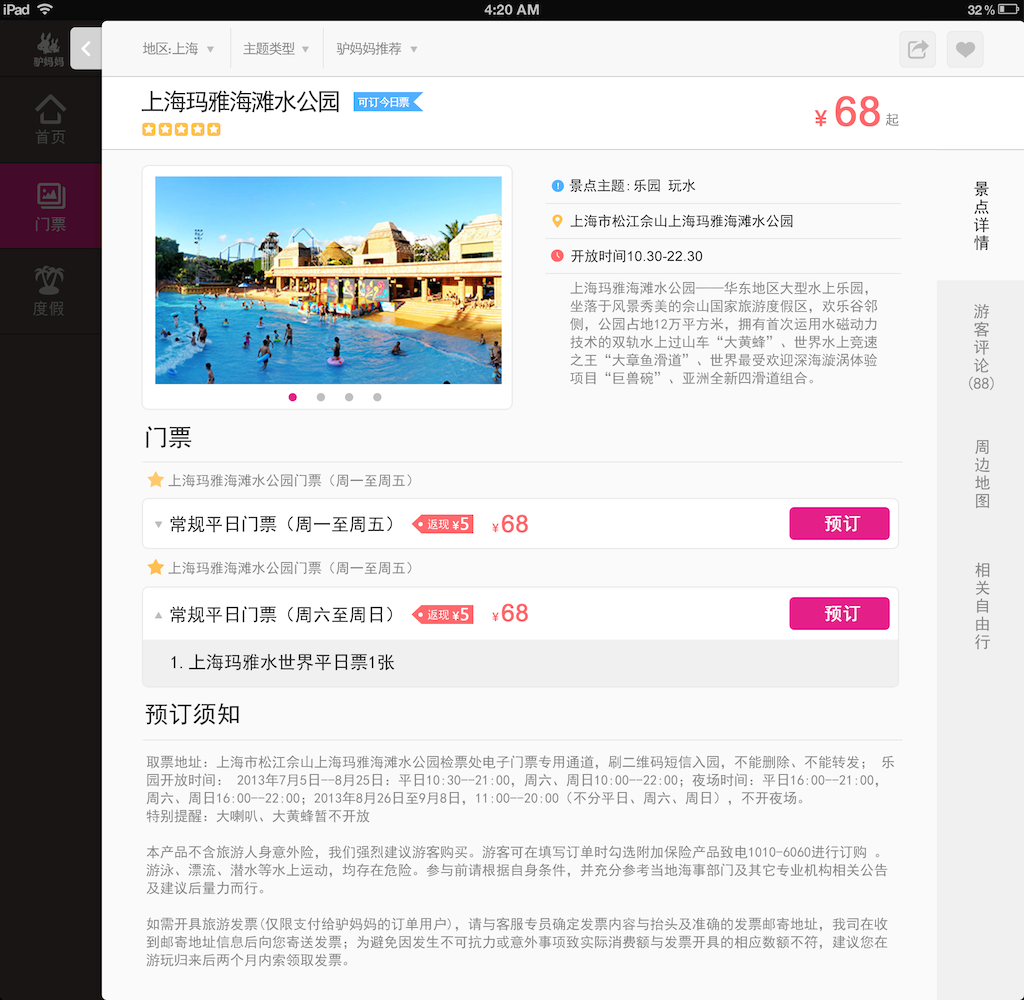 iPad 4:20 AM 32%
驴妈妈
地区:上海 主题类型 驴妈妈推荐
首页
门票
度假
上海玛雅海滩水公园 可订今日票
¥ 68 起
景点主题: 乐园 玩水
上海市松江佘山上海玛雅海滩水公园
开放时间10.30-22.30
上海玛雅海滩水公园——华东地区大型水上乐园，
坐落于风景秀美的佘山国家旅游度假区，欢乐谷邻
侧，公园占地12万平方米，拥有首次运用水磁动力
技术的双轨水上过山车“大黄蜂”、世界水上竞速
之王“大章鱼滑道”、世界最受欢迎深海漩涡体验
项目“巨兽碗”、亚洲全新四滑道组合。
景点详情
游客评论(88)
周边地图
相关自由行
门票
上海玛雅海滩水公园门票（周一至周五）
常规平日门票（周一至周五） 返现¥5 ¥68 预订
上海玛雅海滩水公园门票（周一至周五）
常规平日门票（周六至周日） 返现¥5 ¥68 预订
1. 上海玛雅水世界平日票1张
预订须知
取票地址：上海市松江佘山上海玛雅海滩水公园检票处电子门票专用通道，刷二维码短信入园，不能删除、不能转发； 乐
园开放时间： 2013年7月5日--8月25日：平日10:30--21:00，周六、周日10:00--22:00；夜场时间：平日16:00--21:00，
周六、周日16:00--22:00；2013年8月26日至9月8日，11:00--20:00（不分平日、周六、周日），不开夜场。
特别提醒：大喇叭、大黄蜂暂不开放
本产品不含旅游人身意外险，我们强烈建议游客购买。游客可在填写订单时勾选附加保险产品致电1010-6060进行订购 。
游泳、漂流、潜水等水上运动，均存在危险。参与前请根据自身条件，并充分参考当地海事部门及其它专业机构相关公告
及建议后量力而行。
如需开具旅游发票(仅限支付给驴妈妈的订单用户)，请与客服专员确定发票内容与抬头及准确的发票邮寄地址，我司在收
到邮寄地址信息后向您寄送发票；为避免因发生不可抗力或意外事项致实际消费额与发票开具的相应数额不符，建议您在
游玩归来后两个月内索领取发票。